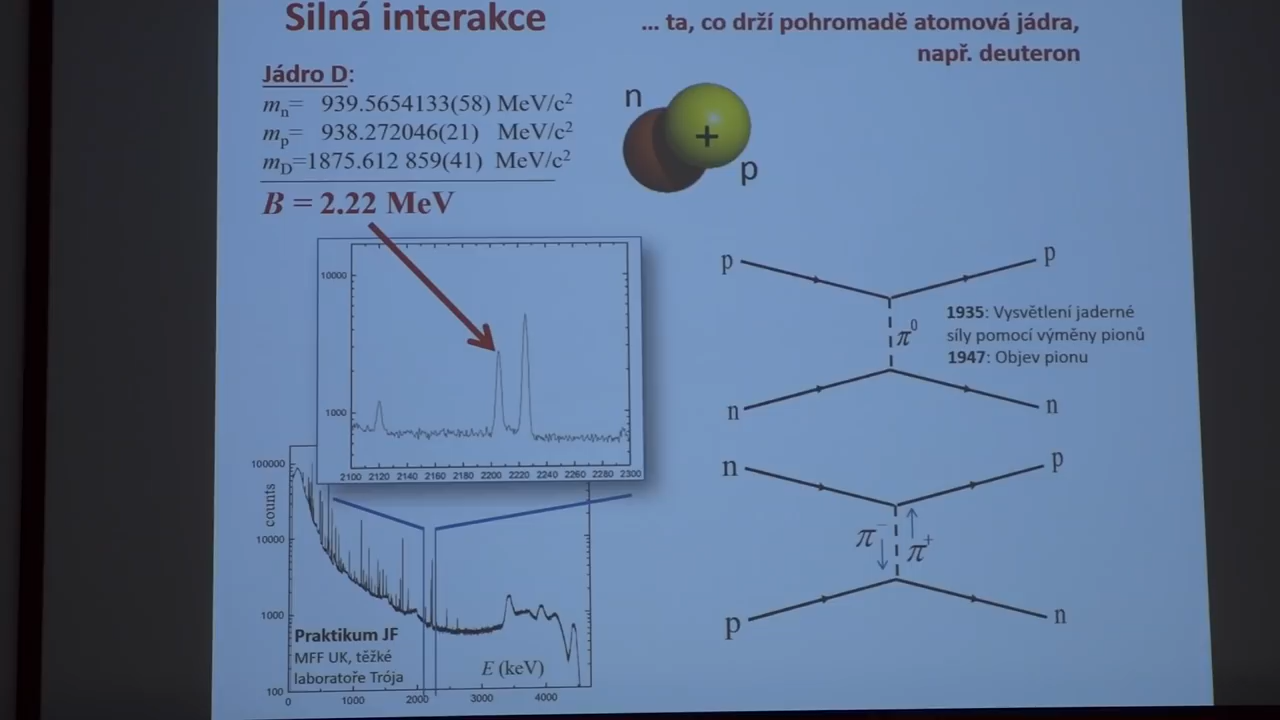 Silná interakce
... ta, co drží pohromadě atomová jádra,
např. deuteron
Jádro D:
mn= 939.5654133(58) MeV/c²
mp= 938.272046(21) MeV/c²
mD=1875.612 859(41) MeV/c²
B = 2.22 MeV
n
+
p
10000
1000
2100 2120 2140 2160 2180 2200 2220 2240 2260 2280 2300
100000
10000
1000
100
counts
Praktikum JF
MFF UK, těžké
laboratoře Trója
E (keV)
0 1000 2000 3000 4000
p
p
π⁰
n
n
1935: Vysvětlení jaderné
síly pomocí výměny pionů
1947: Objev pionu
n
p
π⁻
π⁺
p
n